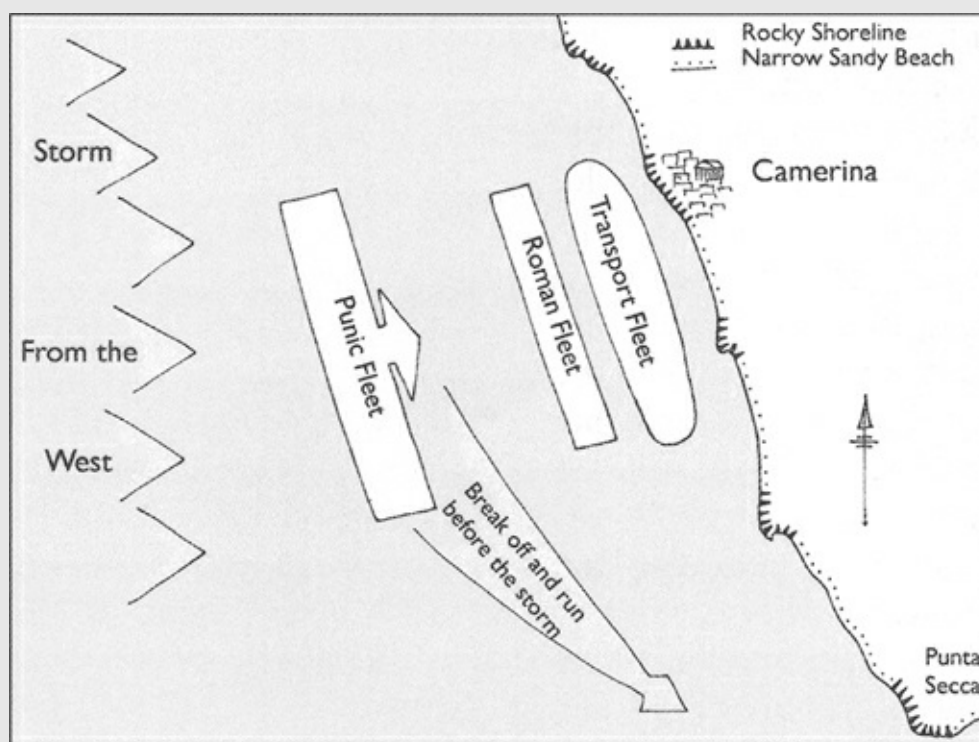 Rocky Shoreline
Narrow Sandy Beach
Storm
Camerina
Punic Fleet
Roman Fleet
Transport Fleet
From the
West
Break off and run
before the storm
Punta
Secca